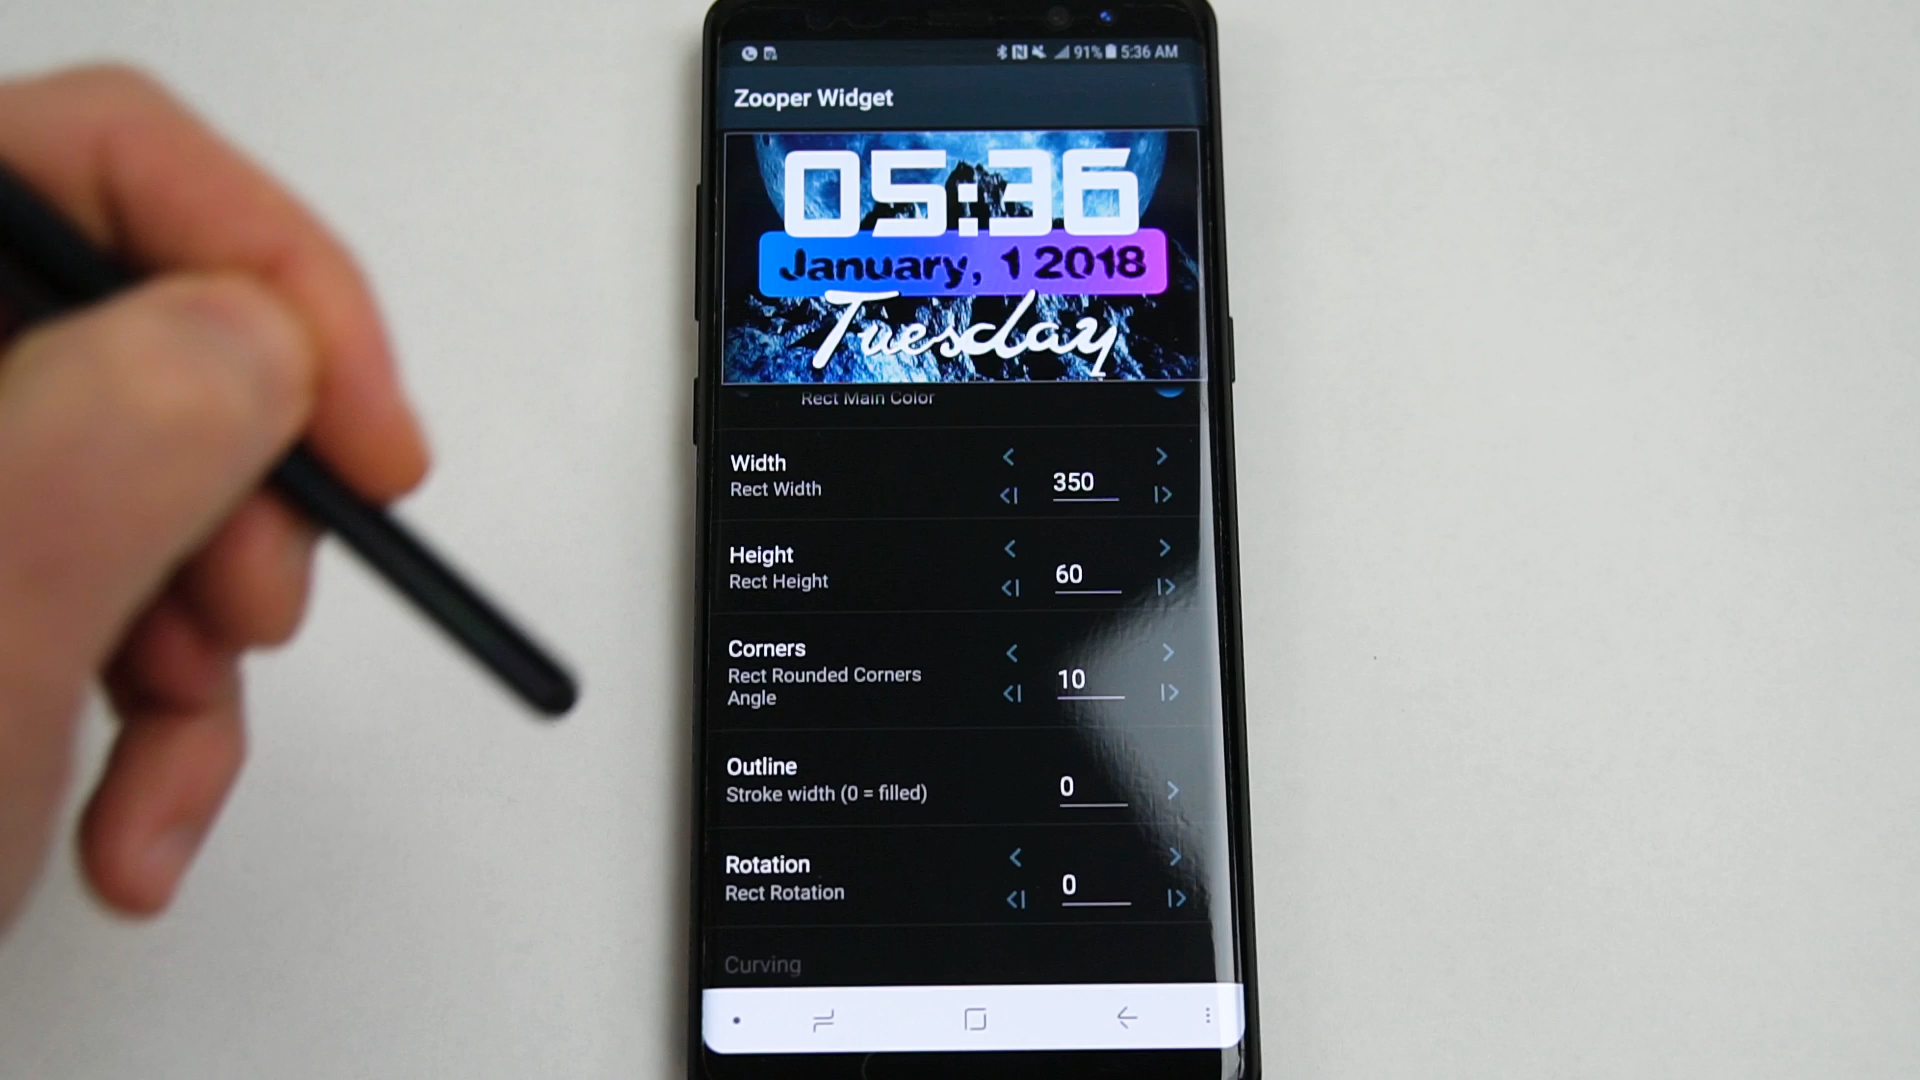 91% 5:36 AM
Zooper Widget
05:36
January, 1 2018
Tuesday
Rect Main Color
Width
Rect Width
350
Height
Rect Height
60
Corners
Rect Rounded Corners
Angle
10
Outline
Stroke width (0 = filled)
0
Rotation
Rect Rotation
0
Curving